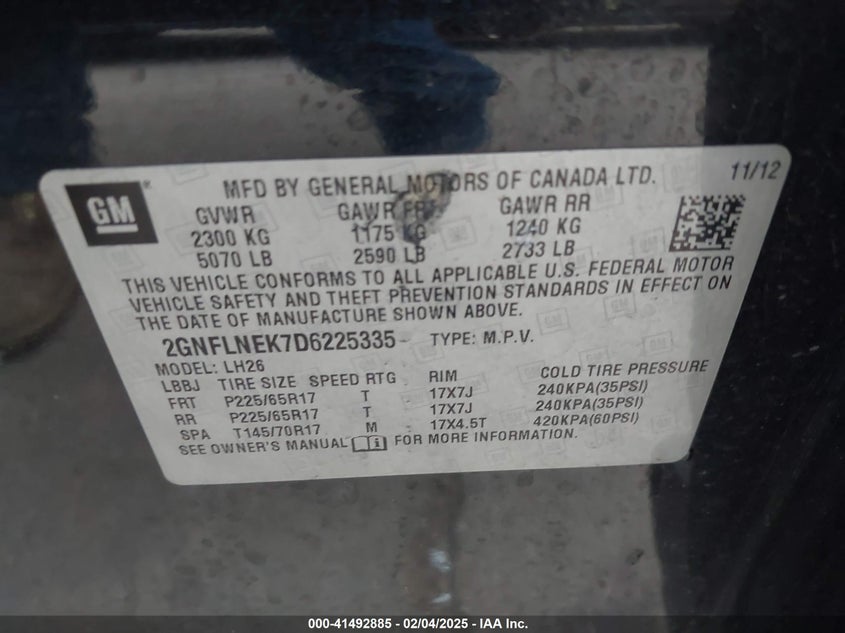 GM ®
MFD BY GENERAL MOTORS OF CANADA LTD. 11/12
GVWR GAWR FRT GAWR RR
2300 KG 1175 KG 1240 KG
5070 LB 2590 LB 2733 LB
THIS VEHICLE CONFORMS TO ALL APPLICABLE U.S. FEDERAL MOTOR
VEHICLE SAFETY AND THEFT PREVENTION STANDARDS IN EFFECT ON
THE DATE OF MANUFACTURE SHOWN ABOVE.
2GNFLNEK7D6225335 TYPE: M.P.V.
MODEL: LH26
LBBJ TIRE SIZE SPEED RTG RIM COLD TIRE PRESSURE
FRT P225/65R17 T 17X7J 240KPA(35PSI)
RR P225/65R17 T 17X7J 240KPA(35PSI)
SPA T145/70R17 M 17X4.5T 420KPA(60PSI)
SEE OWNER'S MANUAL FOR MORE INFORMATION.
000-41492885 - 02/04/2025 - IAA Inc.